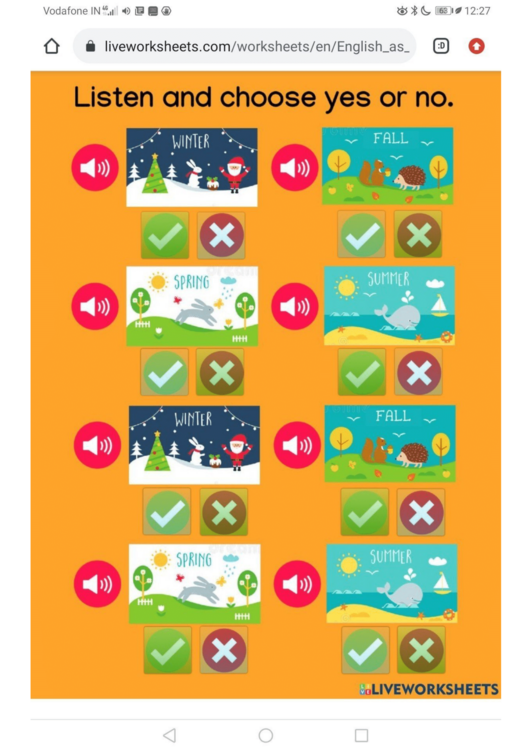 Vodafone IN 12:27
liveworksheets.com/worksheets/en/English_as_ :D
Listen and choose yes or no.
WINTER FALL
SPRING SUMMER
WINTER FALL
SPRING SUMMER
LIVEWORKSHEETS